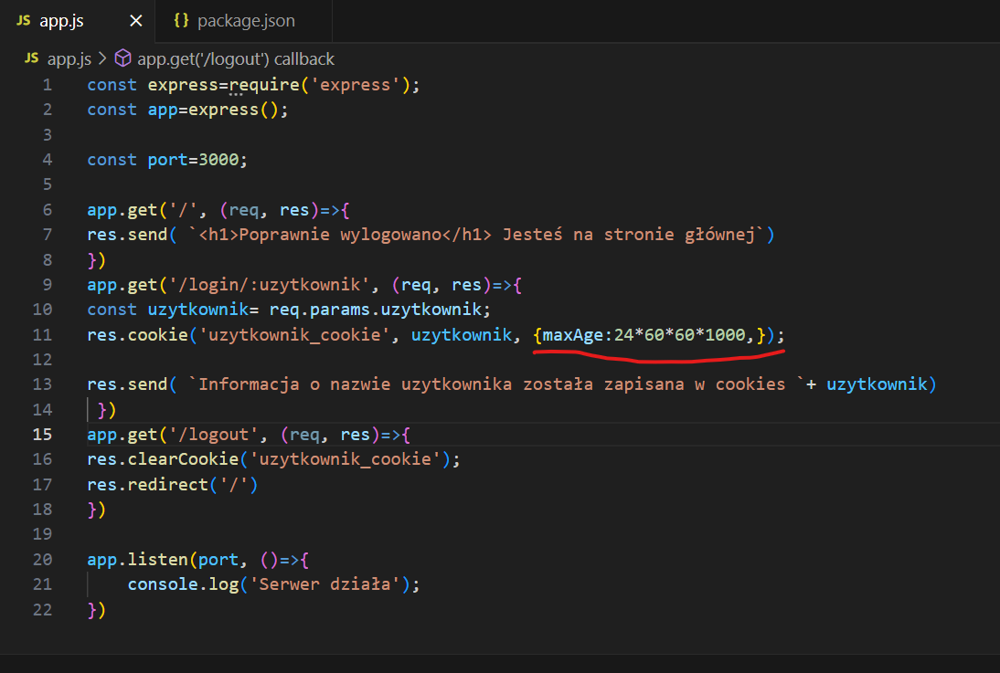 JS app.js × {} package.json
JS app.js > app.get('/logout') callback
1 const express=require('express');
2 const app=express();
3
4 const port=3000;
5
6 app.get('/', (req, res)=>{
7 res.send( `<h1>Poprawnie wylogowano</h1> Jesteś na stronie głównej`)
8 })
9 app.get('/login/:uzytkownik', (req, res)=>{
10 const uzytkownik= req.params.uzytkownik;
11 res.cookie('uzytkownik_cookie', uzytkownik, {maxAge:24*60*60*1000,});
12
13 res.send( `Informacja o nazwie uzytkownika została zapisana w cookies `+ uzytkownik)
14  })
15 app.get('/logout', (req, res)=>{
16 res.clearCookie('uzytkownik_cookie');
17 res.redirect('/')
18 })
19
20 app.listen(port, ()=>{
21     console.log('Serwer działa');
22 })